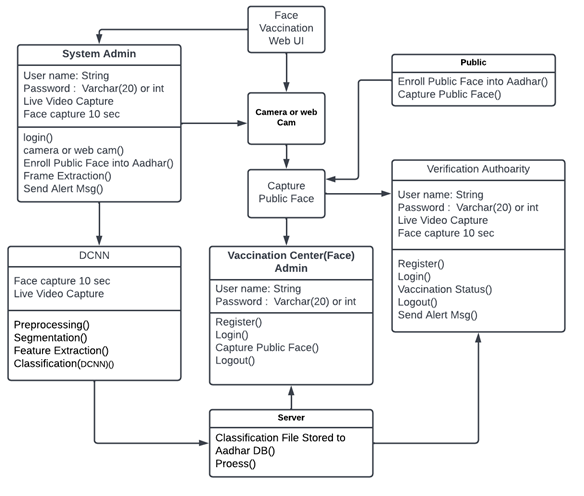 Face
Vaccination
Web UI
System Admin
User name: String
Password :  Varchar(20) or int
Live Video Capture
Face capture 10 sec
login()
camera or web cam()
Enroll Public Face into Aadhar()
Frame Extraction()
Send Alert Msg()
Camera or web
Cam
Public
Enroll Public Face into Aadhar()
Capture Public Face()
Capture
Public Face
Verification Authoarity
User name: String
Password :  Varchar(20) or int
Live Video Capture
Face capture 10 sec
Register()
Login()
Vaccination Status()
Logout()
Send Alert Msg()
DCNN
Face capture 10 sec
Live Video Capture
Preprocessing()
Segmentation()
Feature Extraction()
Classification(DCNN)()
Vaccination Center(Face)
Admin
User name: String
Password :  Varchar(20) or int
Register()
Login()
Capture Public Face()
Logout()
Server
Classification File Stored to
Aadhar DB()
Proess()